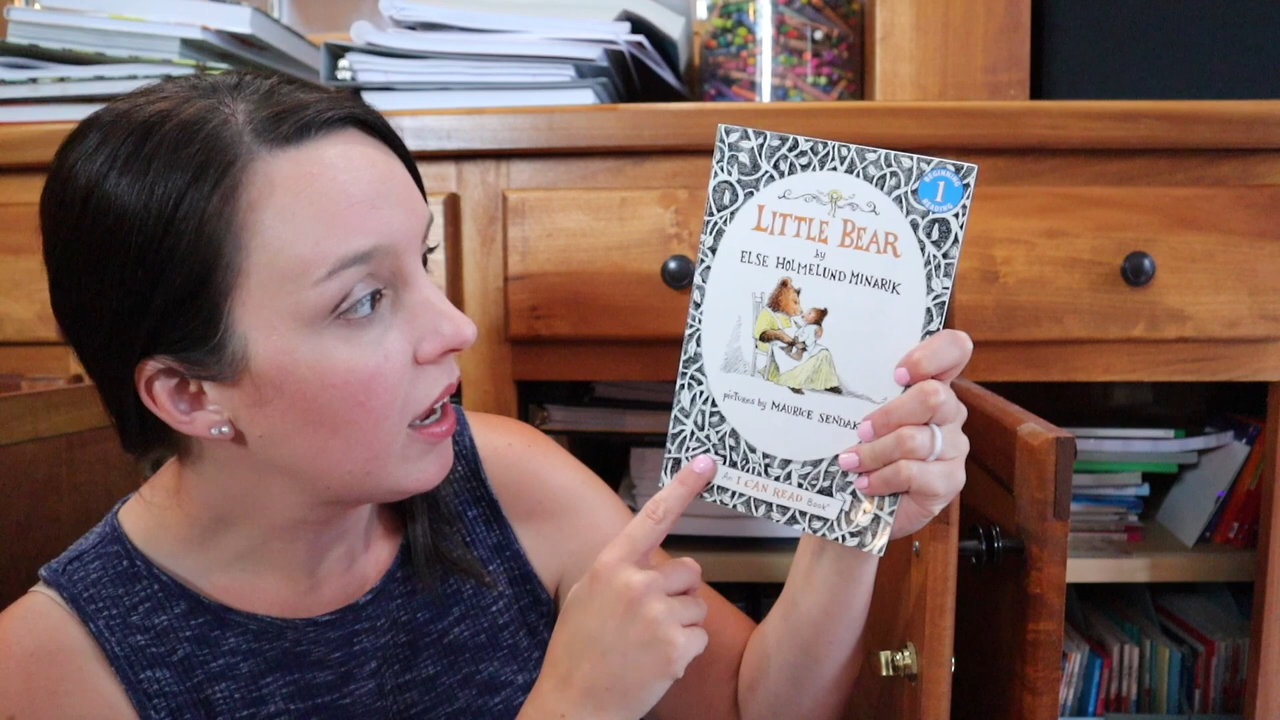 BEGINNING
1
READING
LITTLE BEAR
by
ELSE HOLMELUND MINARIK
pictures by MAURICE SENDAK
An I CAN READ Book